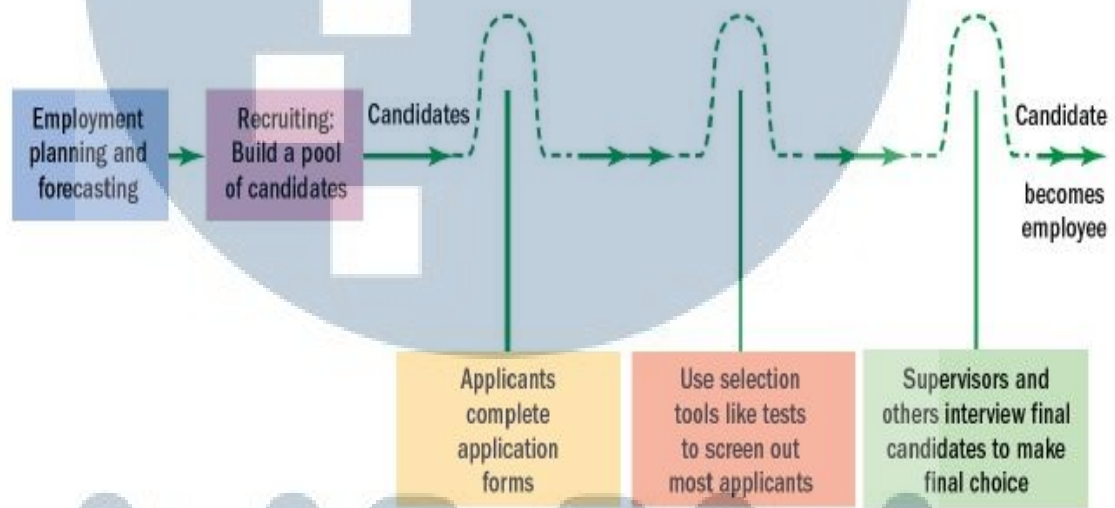 Employment
planning and
forecasting
Recruiting:
Build a pool
of candidates
Candidates
Candidate
becomes
employee
Applicants
complete
application
forms
Use selection
tools like tests
to screen out
most applicants
Supervisors and
others interview final
candidates to make
final choice